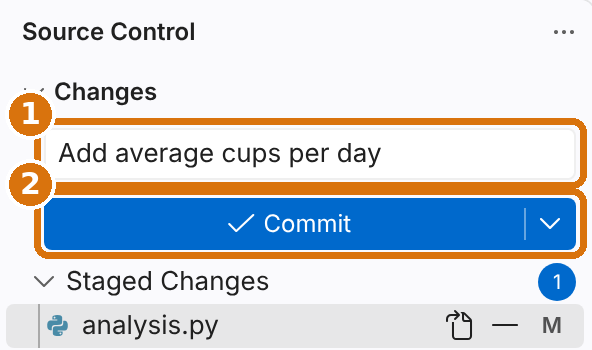 Source Control
Changes
1
Add average cups per day
2
Commit
Staged Changes 1
analysis.py M